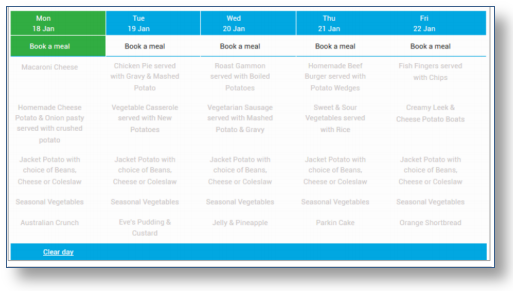 Mon Tue Wed Thu Fri
18 Jan 19 Jan 20 Jan 21 Jan 22 Jan
Book a meal Book a meal Book a meal Book a meal Book a meal
Macaroni Cheese
Chicken Pie served
with Gravy & Mashed
Potato
Roast Gammon
served with Boiled
Potatoes
Homemade Beef
Burger served with
Potato Wedges
Fish Fingers served
with Chips
Homemade Cheese
Potato & Onion pasty
served with crushed
potato
Vegetable Casserole
served with New
Potatoes
Vegetarian Sausage
served with Mashed
Potato & Gravy
Sweet & Sour
Vegetables served
with Rice
Creamy Leek &
Cheese Potato Boats
Jacket Potato with
choice of Beans,
Cheese or Coleslaw
Jacket Potato with
choice of Beans,
Cheese or Coleslaw
Jacket Potato with
choice of Beans,
Cheese or Coleslaw
Jacket Potato with
choice of Beans,
Cheese or Coleslaw
Jacket Potato with
choice of Beans,
Cheese or Coleslaw
Seasonal Vegetables Seasonal Vegetables Seasonal Vegetables Seasonal Vegetables Seasonal Vegetables
Australian Crunch
Eve's Pudding &
Custard
Jelly & Pineapple
Parkin Cake
Orange Shortbread
Clear day